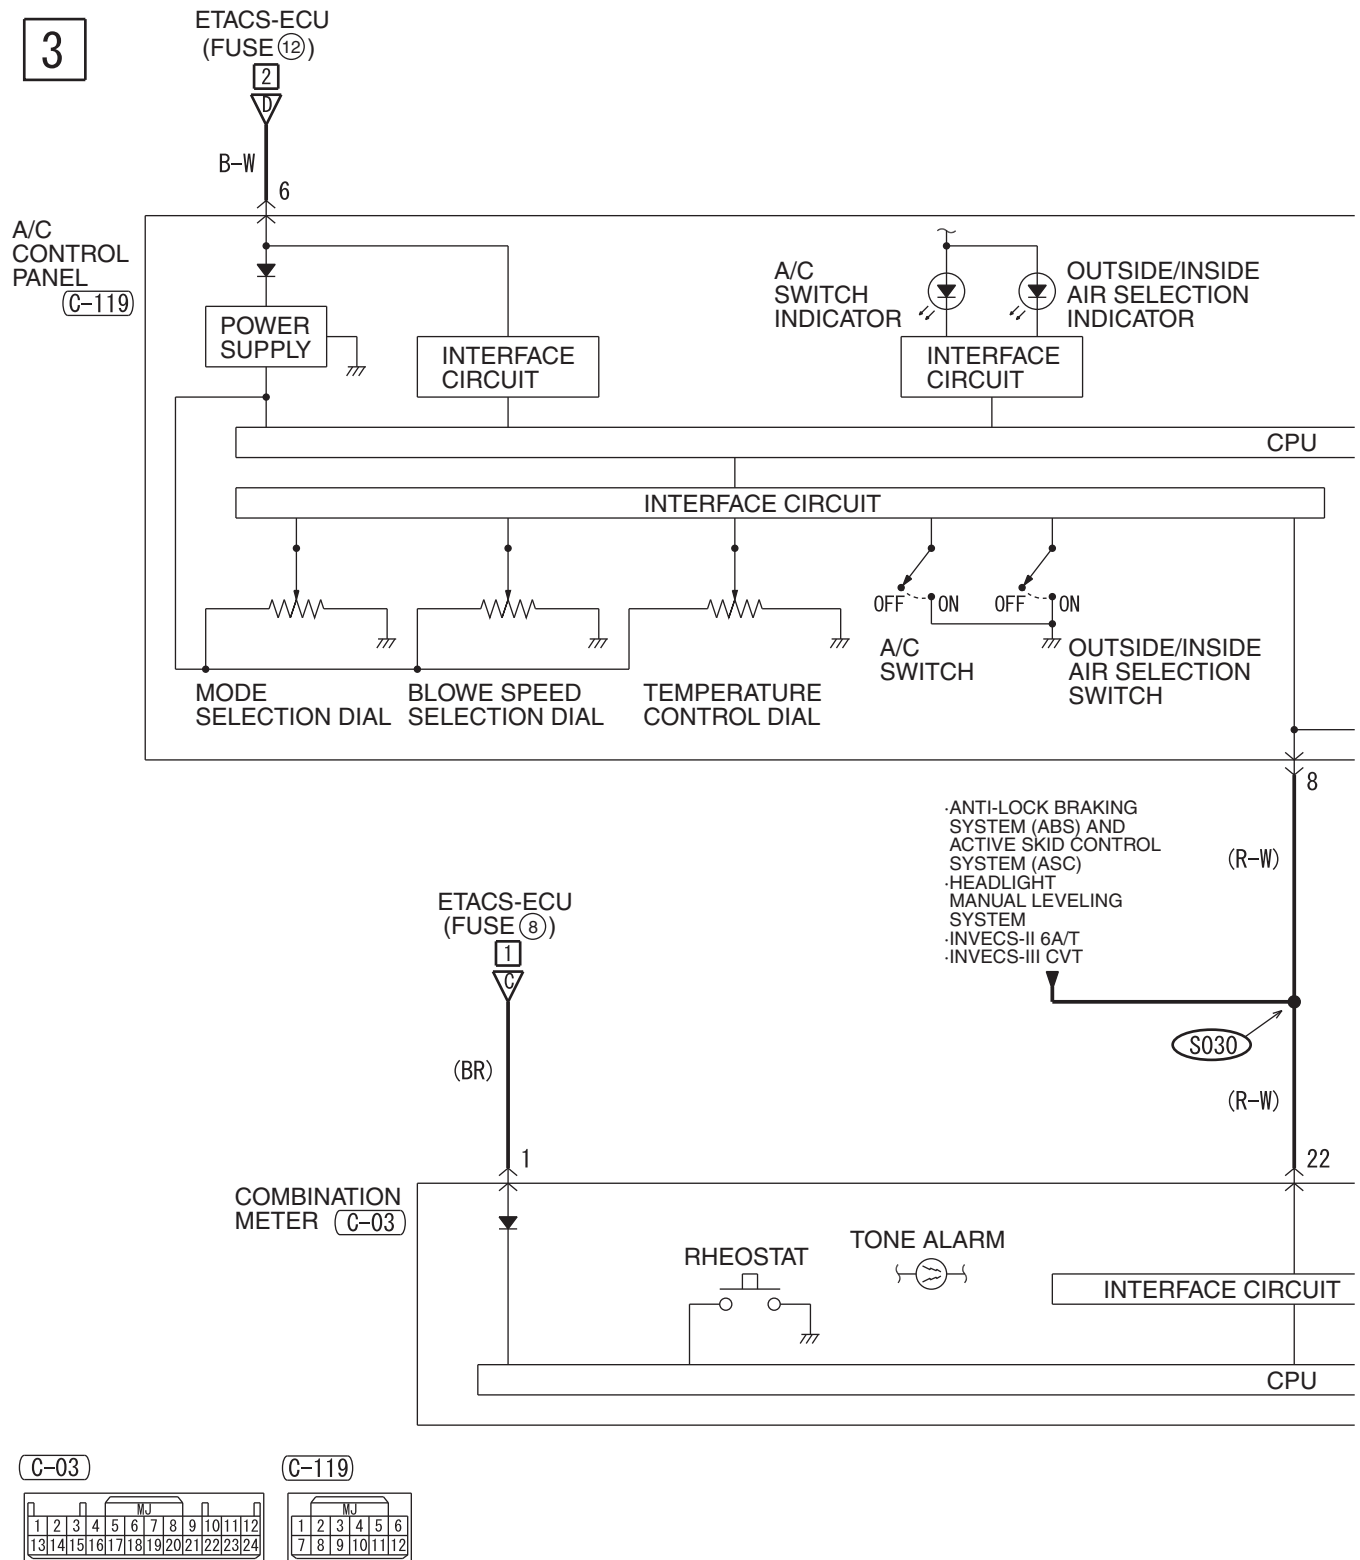 3
ETACS-ECU
(FUSE 12)
2
D
B-W
6
A/C
CONTROL
PANEL
C-119
POWER
SUPPLY
INTERFACE
CIRCUIT
A/C
SWITCH
INDICATOR
OUTSIDE/INSIDE
AIR SELECTION
INDICATOR
INTERFACE
CIRCUIT
CPU
INTERFACE CIRCUIT
OFF ON
OFF ON
A/C
SWITCH
OUTSIDE/INSIDE
AIR SELECTION
SWITCH
MODE
SELECTION DIAL
BLOWE SPEED
SELECTION DIAL
TEMPERATURE
CONTROL DIAL
8
·ANTI-LOCK BRAKING
SYSTEM (ABS) AND
ACTIVE SKID CONTROL
SYSTEM (ASC)
·HEADLIGHT
MANUAL LEVELING
SYSTEM
·INVECS-II 6A/T
·INVECS-III CVT
(R-W)
ETACS-ECU
(FUSE 8)
1
C
S030
(BR)
(R-W)
1
22
COMBINATION
METER C-03
RHEOSTAT
TONE ALARM
INTERFACE CIRCUIT
CPU
C-03
MJ
1 2 3 4 5 6 7 8 9 10 11 12
13 14 15 16 17 18 19 20 21 22 23 24
C-119
MJ
1 2 3 4 5 6
7 8 9 10 11 12